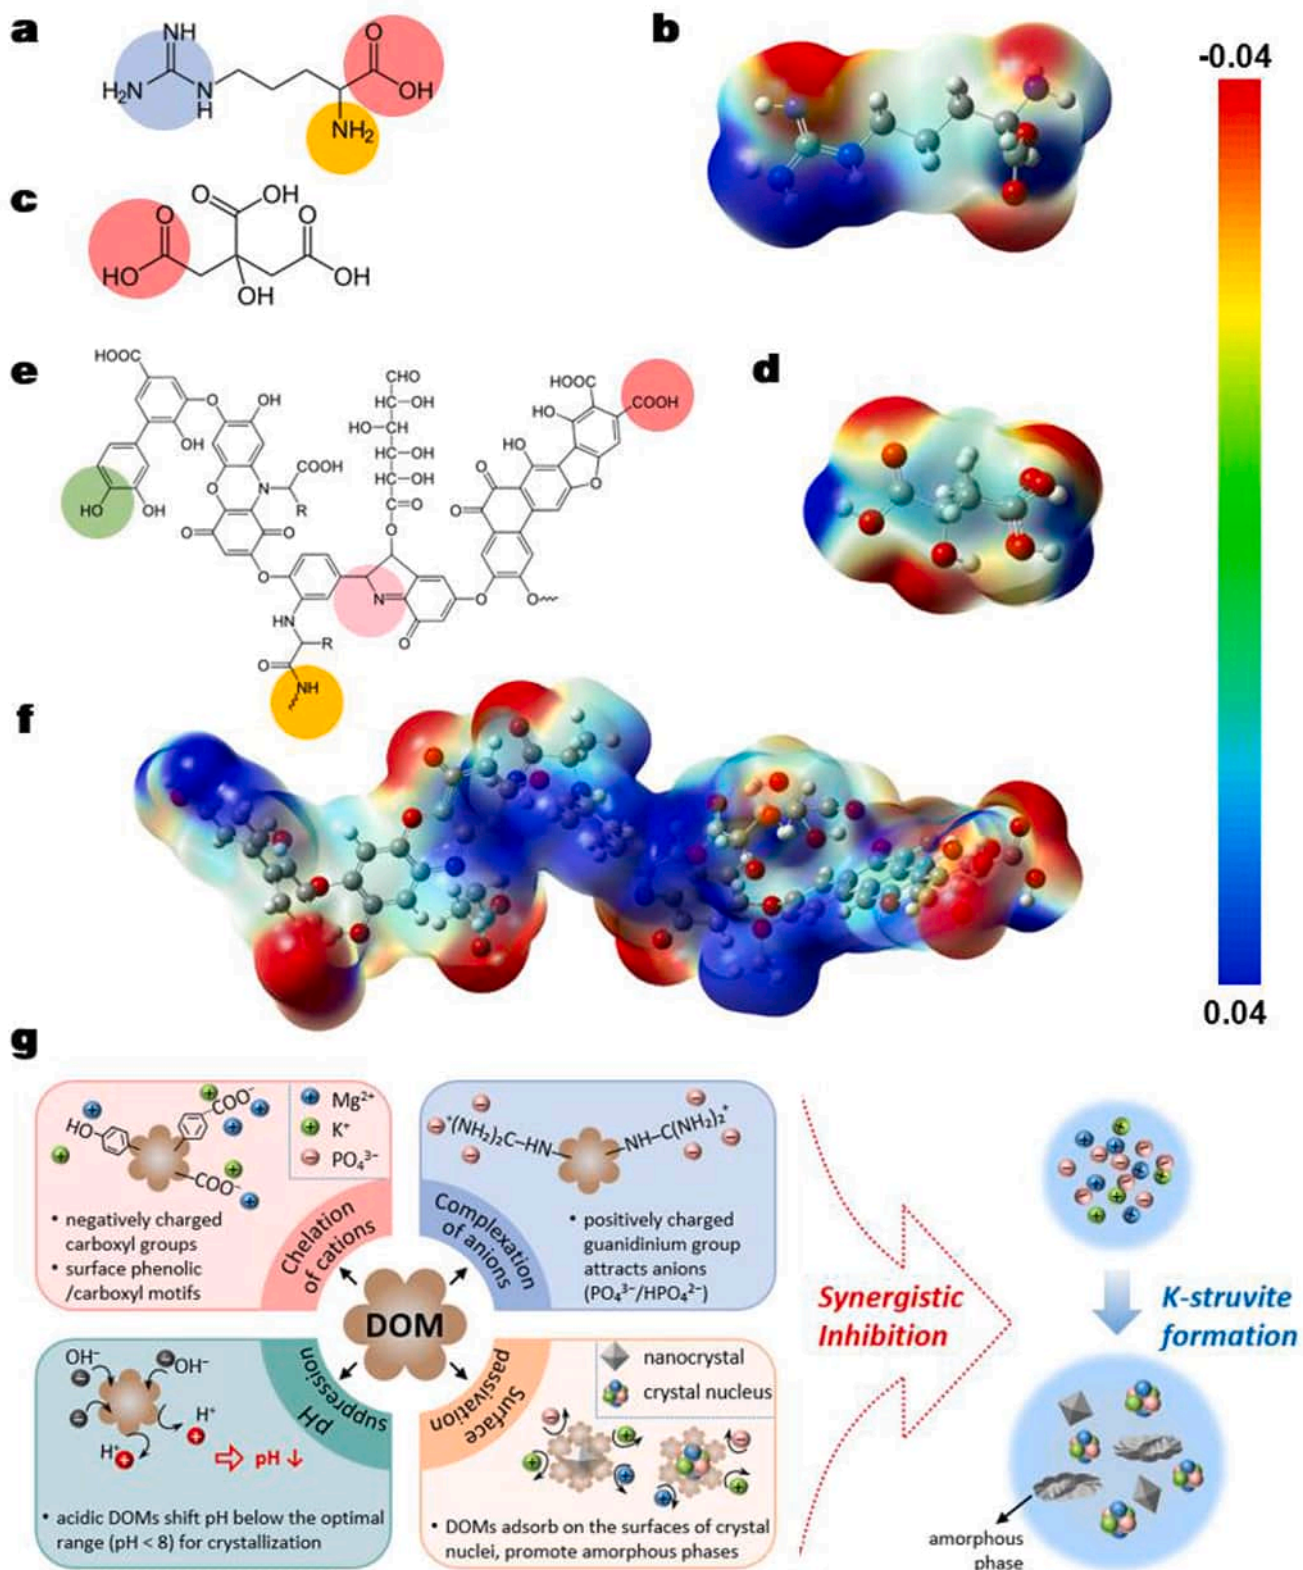 a
NH
H₂N
N
H
O
OH
NH₂
b
-0.04
c
O
OH
O
O
HO
OH
OH
e
d
HOOC
O
OH
OH
HO
OH
O
N
COOH
R
O
O
O
HN
R
O
NH
CHO
HC–OH
HO–CH
HC–OH
HC–OH
C=O
O
N
O
O
O
HOOC
COOH
HO
HO
O
O
O
f
0.04
g
HO
COO⁻
COO⁻
Mg²⁺
K⁺
PO₄³⁻
• negatively charged
carboxyl groups
• surface phenolic
/carboxyl motifs
Chelation
of cations
⁺(NH₂)₂C–HN
NH–C(NH₂)₂⁺
Complexation
of anions
• positively charged
guanidinium group
attracts anions
(PO₄³⁻/HPO₄²⁻)
DOM
OH⁻
OH⁻
H⁺
H⁺
pH ↓
pH
suppression
• acidic DOMs shift pH below the optimal
range (pH < 8) for crystallization
Surface
passivation
nanocrystal
crystal nucleus
• DOMs adsorb on the surfaces of crystal
nuclei, promote amorphous phases
Synergistic
Inhibition
K-struvite
formation
amorphous
phase